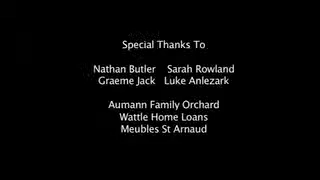 Special Thanks To
Nathan Butler Sarah Rowland
Graeme Jack Luke Anlezark
Aumann Family Orchard
Wattle Home Loans
Meubles St Arnaud